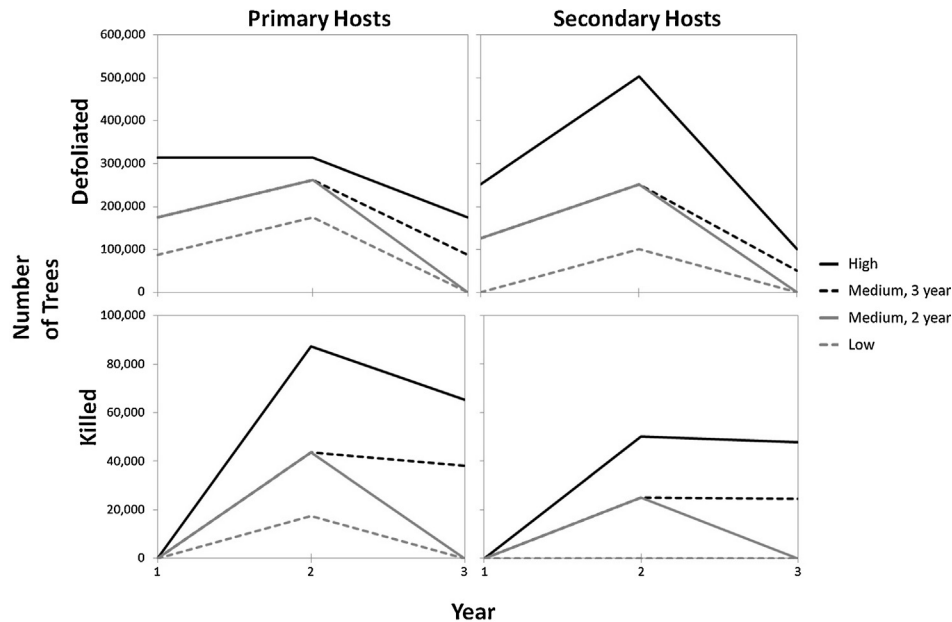 Primary Hosts
Secondary Hosts
Number
of Trees
Defoliated
600,000
500,000
400,000
300,000
200,000
100,000
0
Killed
100,000
80,000
60,000
40,000
20,000
0
1
2
3
1
2
3
Year
High
Medium, 3 year
Medium, 2 year
Low